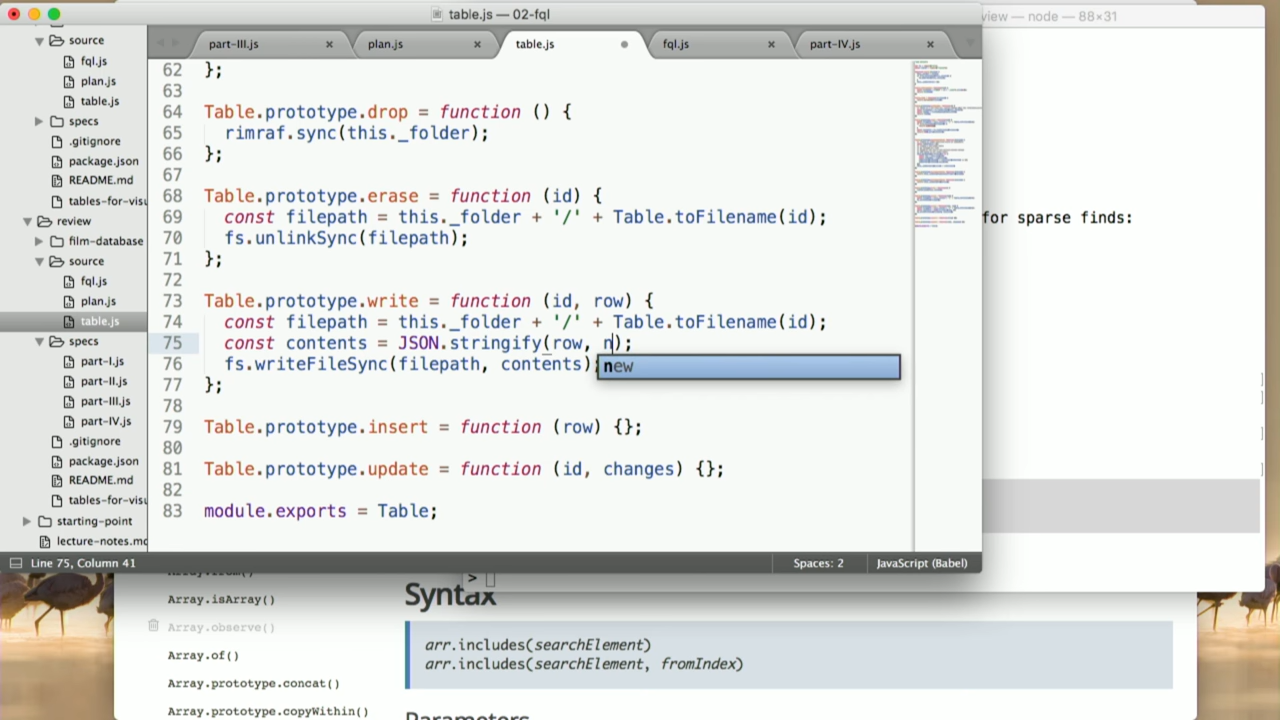 table.js — 02-fql
view — node — 88×31
source
fql.js
plan.js
table.js
specs
.gitignore
package.json
README.md
tables-for-visu
review
film-database
source
fql.js
plan.js
table.js
specs
part-I.js
part-II.js
part-III.js
part-IV.js
.gitignore
package.json
README.md
tables-for-visu
starting-point
lecture-notes.md
part-III.js ×
plan.js ×
table.js
fql.js ×
part-IV.js ×
62 };
63
64 Table.prototype.drop = function () {
65 rimraf.sync(this._folder);
66 };
67
68 Table.prototype.erase = function (id) {
69 const filepath = this._folder + '/' + Table.toFilename(id);
70 fs.unlinkSync(filepath);
71 };
72
73 Table.prototype.write = function (id, row) {
74 const filepath = this._folder + '/' + Table.toFilename(id);
75 const contents = JSON.stringify(row, n);
76 fs.writeFileSync(filepath, contents);
new
77 };
78
79 Table.prototype.insert = function (row) {};
80
81 Table.prototype.update = function (id, changes) {};
82
83 module.exports = Table;
for sparse finds:
]
]
]
]
Line 75, Column 41
Spaces: 2
JavaScript (Babel)
>
Array.isArray()
Array.observe()
Array.of()
Array.prototype.concat()
Array.prototype.copyWithin()
Syntax
arr.includes(searchElement)
arr.includes(searchElement, fromIndex)
Parameters